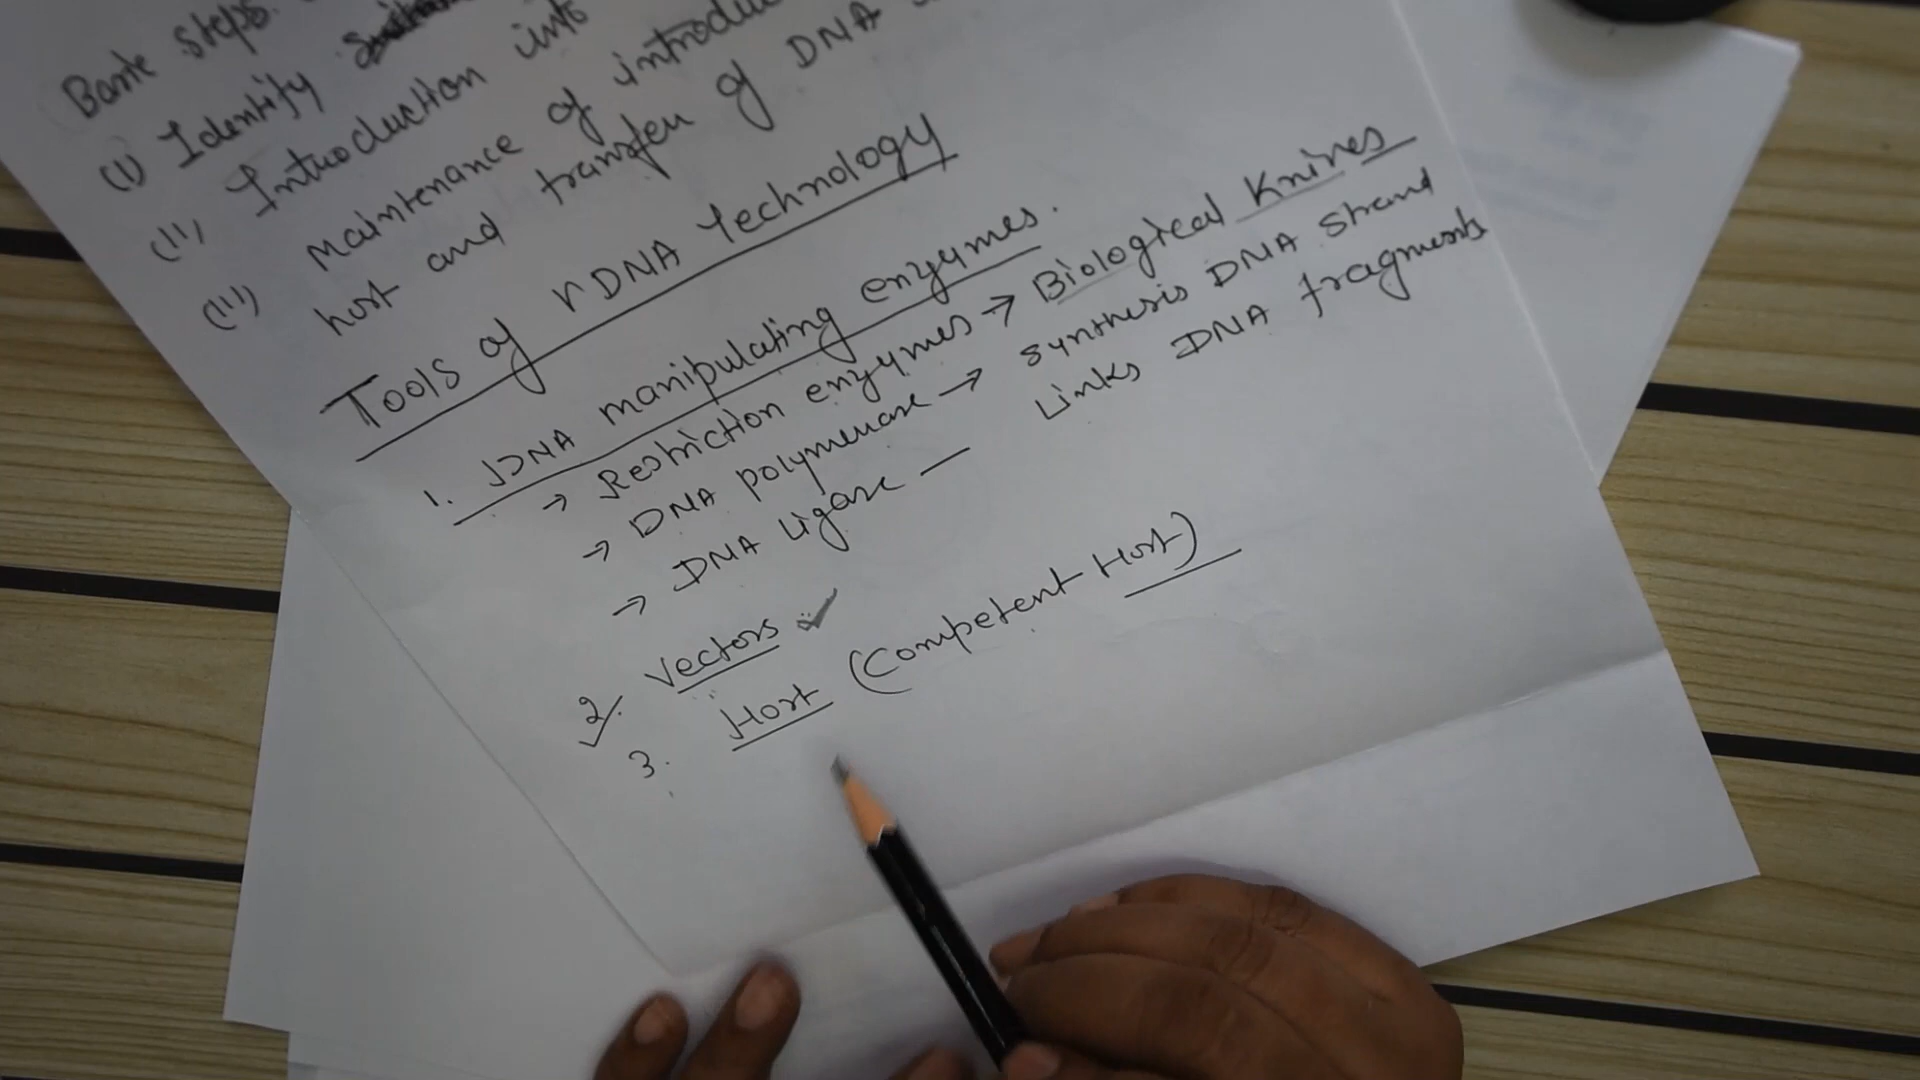 Basic steps
(I) Identify
(II) Introduction into
(III) Maintenance of introdu
host and transfer of DNA
Tools of rDNA Technology
1. DNA manipulating enzymes.
→ Restriction enzymes → Biological Knives
→ DNA polymerase → synthesis DNA strand
→ DNA ligase — Links DNA fragments
2. Vectors ✓
3. Host (Competent Host)